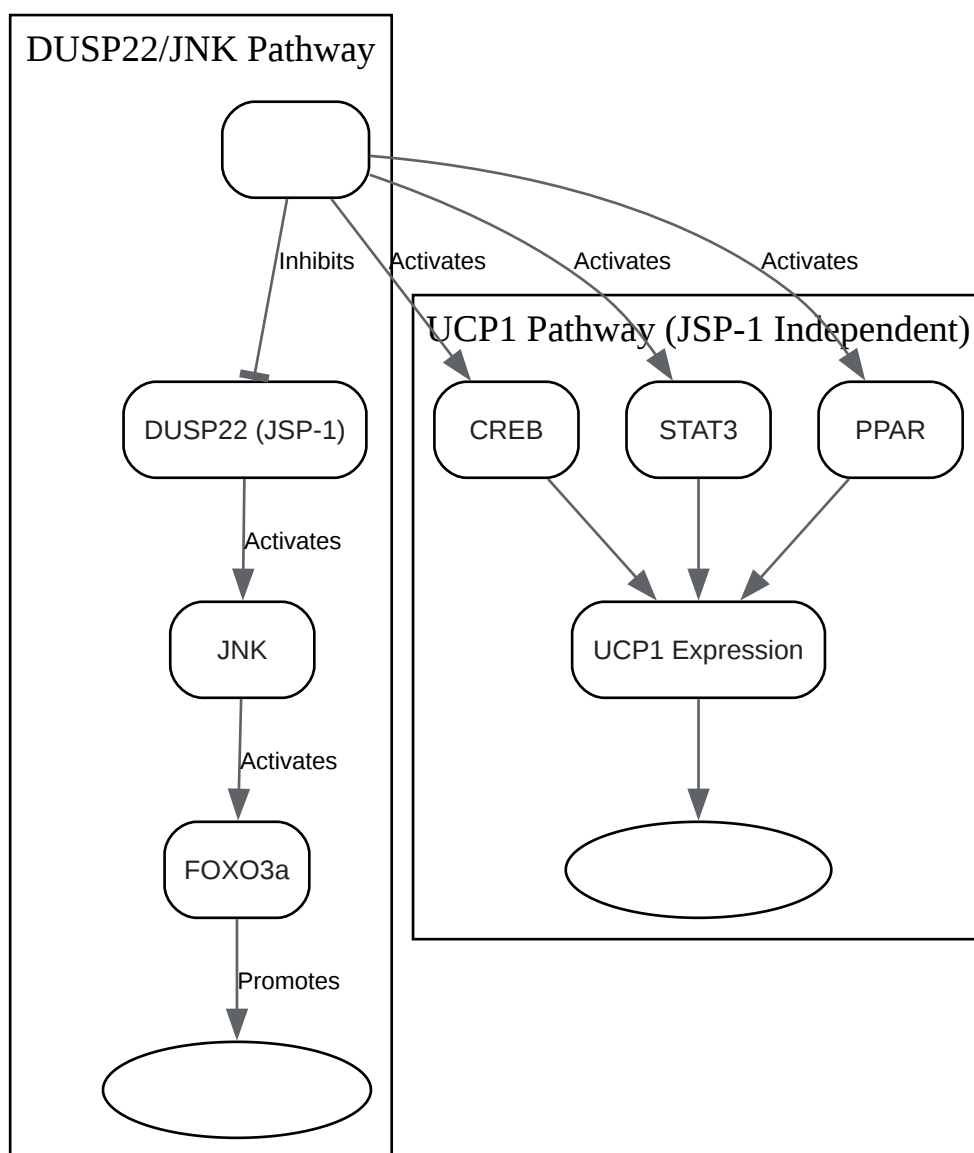 DUSP22/JNK Pathway
Inhibits
Activates
Activates
Activates
UCP1 Pathway (JSP-1 Independent)
DUSP22 (JSP-1)
CREB
STAT3
PPAR
Activates
JNK
UCP1 Expression
Activates
FOXO3a
Promotes